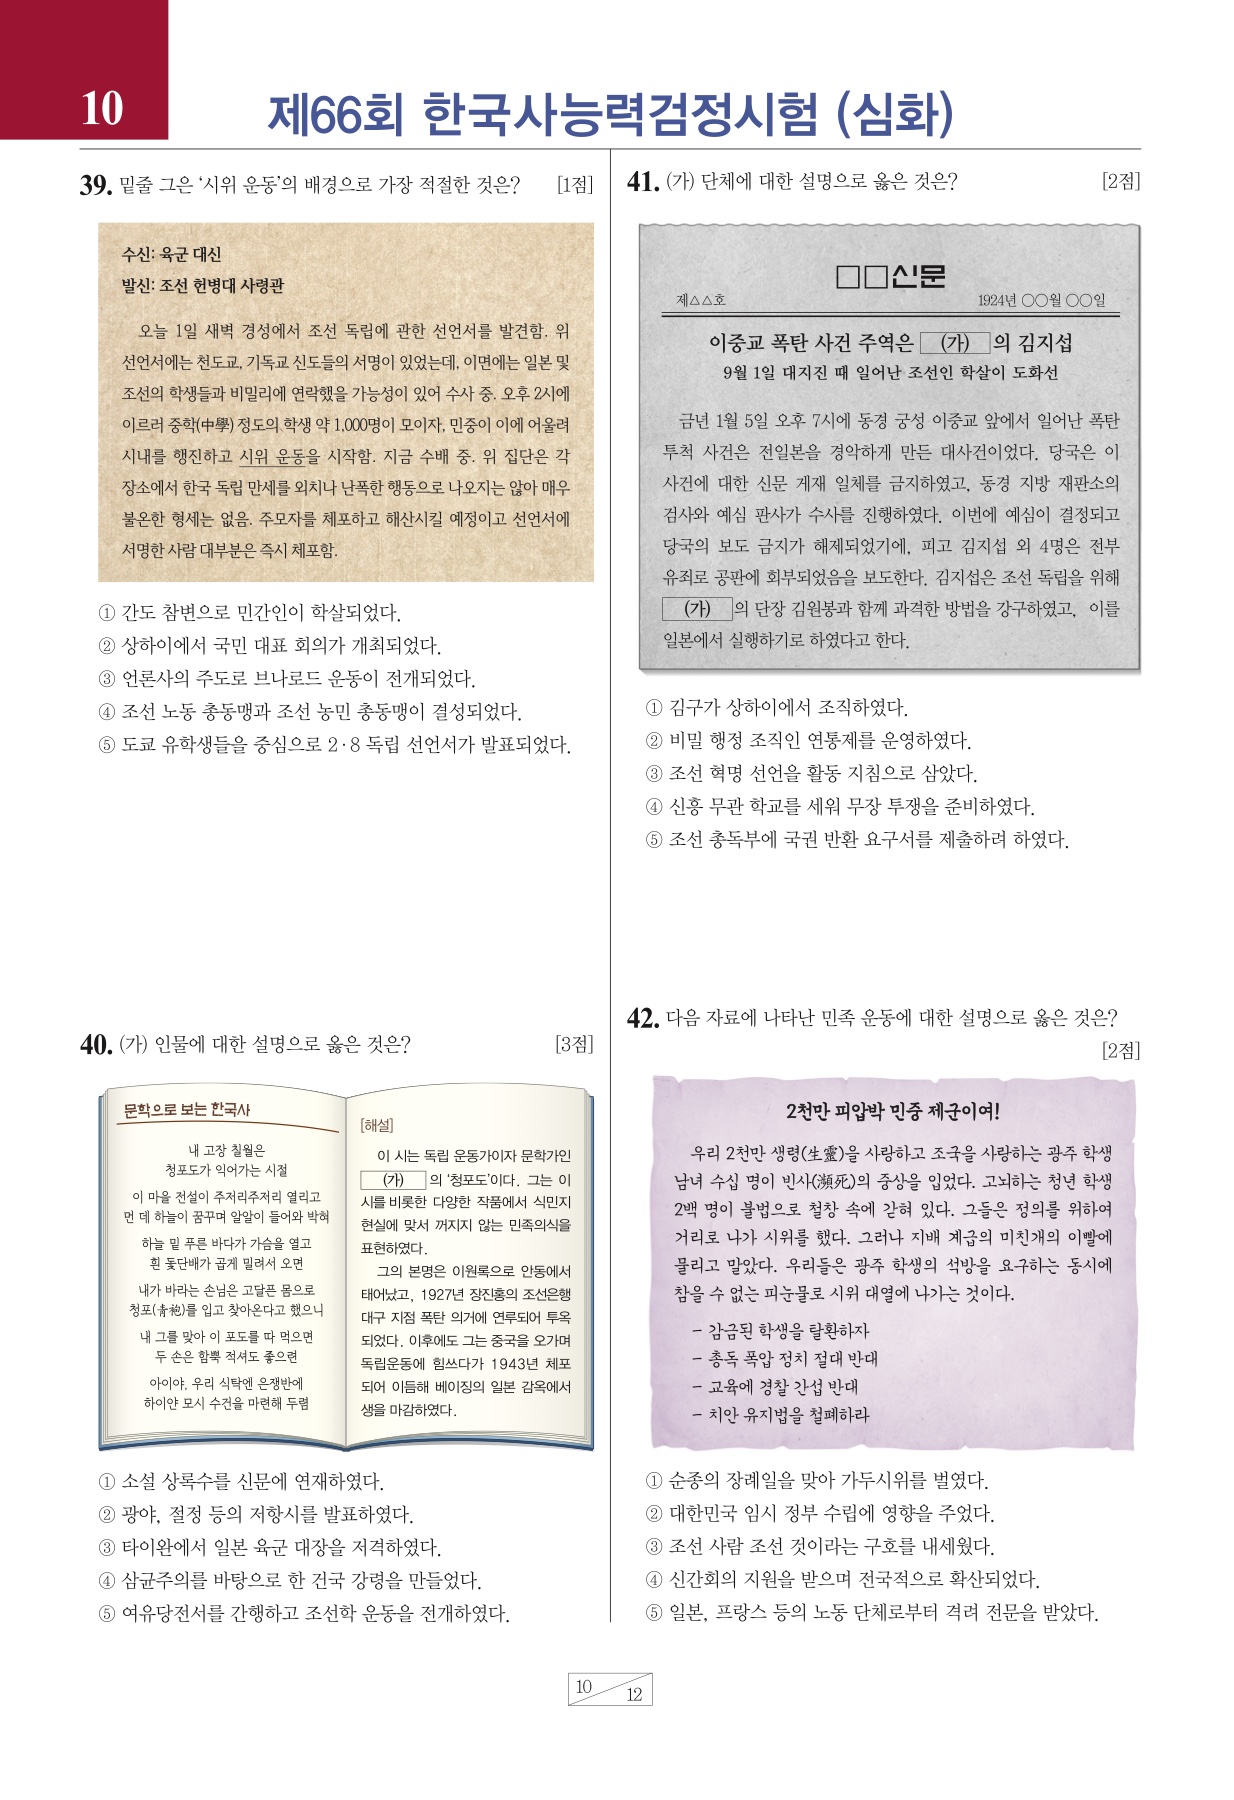 10
제66회 한국사능력검정시험 (심화)
39. 밑줄 그은 ‘시위 운동’의 배경으로 가장 적절한 것은? [1점]
수신: 육군 대신
발신: 조선 헌병대 사령관
오늘 1일 새벽 경성에서 조선 독립에 관한 선언서를 발견함. 위
선언서에는 천도교, 기독교 신도들의 서명이 있었는데, 이면에는 일본 및
조선의 학생들과 비밀리에 연락했을 가능성이 있어 수사 중. 오후 2시에
이르러 중학(中學) 정도의 학생 약 1,000명이 모이자, 민중이 이에 어울려
시내를 행진하고 시위 운동을 시작함. 지금 수배 중. 위 집단은 각
장소에서 한국 독립 만세를 외치나 난폭한 행동으로 나오지는 않아 매우
불온한 형세는 없음. 주모자를 체포하고 해산시킬 예정이고 선언서에
서명한 사람 대부분은 즉시 체포함.
① 간도 참변으로 민간인이 학살되었다.
② 상하이에서 국민 대표 회의가 개최되었다.
③ 언론사의 주도로 브나로드 운동이 전개되었다.
④ 조선 노동 총동맹과 조선 농민 총동맹이 결성되었다.
⑤ 도쿄 유학생들을 중심으로 2·8 독립 선언서가 발표되었다.
40. (가) 인물에 대한 설명으로 옳은 것은? [3점]
문학으로 보는 한국사
내 고장 칠월은
청포도가 익어가는 시절
이 마을 전설이 주저리주저리 열리고
먼 데 하늘이 꿈꾸며 알알이 들어와 박혀
하늘 밑 푸른 바다가 가슴을 열고
흰 돛단배가 곱게 밀려서 오면
내가 바라는 손님은 고달픈 몸으로
청포(靑袍)를 입고 찾아온다고 했으니
내 그를 맞아 이 포도를 따 먹으면
두 손은 함뿍 적셔도 좋으련
아이야, 우리 식탁엔 은쟁반에
하이얀 모시 수건을 마련해 두렴
[해설]
이 시는 독립 운동가이자 문학가인
(가) 의 ‘청포도’이다. 그는 이
시를 비롯한 다양한 작품에서 식민지
현실에 맞서 꺼지지 않는 민족의식을
표현하였다.
그의 본명은 이원록으로 안동에서
태어났고, 1927년 장진홍의 조선은행
대구 지점 폭탄 의거에 연루되어 투옥
되었다. 이후에도 그는 중국을 오가며
독립운동에 힘쓰다가 1943년 체포
되어 이듬해 베이징의 일본 감옥에서
생을 마감하였다.
① 소설 상록수를 신문에 연재하였다.
② 광야, 절정 등의 저항시를 발표하였다.
③ 타이완에서 일본 육군 대장을 저격하였다.
④ 삼균주의를 바탕으로 한 건국 강령을 만들었다.
⑤ 여유당전서를 간행하고 조선학 운동을 전개하였다.
41. (가) 단체에 대한 설명으로 옳은 것은? [2점]
□□신문
제△△호 1924년 ○○월 ○○일
이중교 폭탄 사건 주역은 (가) 의 김지섭
9월 1일 대지진 때 일어난 조선인 학살이 도화선
금년 1월 5일 오후 7시에 동경 궁성 이중교 앞에서 일어난 폭탄
투척 사건은 전일본을 경악하게 만든 대사건이었다. 당국은 이
사건에 대한 신문 게재 일체를 금지하였고, 동경 지방 재판소의
검사와 예심 판사가 수사를 진행하였다. 이번에 예심이 결정되고
당국의 보도 금지가 해제되었기에, 피고 김지섭 외 4명은 전부
유죄로 공판에 회부되었음을 보도한다. 김지섭은 조선 독립을 위해
(가) 의 단장 김원봉과 함께 과격한 방법을 강구하였고, 이를
일본에서 실행하기로 하였다고 한다.
① 김구가 상하이에서 조직하였다.
② 비밀 행정 조직인 연통제를 운영하였다.
③ 조선 혁명 선언을 활동 지침으로 삼았다.
④ 신흥 무관 학교를 세워 무장 투쟁을 준비하였다.
⑤ 조선 총독부에 국권 반환 요구서를 제출하려 하였다.
42. 다음 자료에 나타난 민족 운동에 대한 설명으로 옳은 것은?
[2점]
2천만 피압박 민중 제군이여!
우리 2천만 생령(生靈)을 사랑하고 조국을 사랑하는 광주 학생
남녀 수십 명이 빈사(瀕死)의 중상을 입었다. 고뇌하는 청년 학생
2백 명이 불법으로 철창 속에 갇혀 있다. 그들은 정의를 위하여
거리로 나가 시위를 했다. 그러나 지배 계급의 미친개의 이빨에
물리고 말았다. 우리들은 광주 학생의 석방을 요구하는 동시에
참을 수 없는 피눈물로 시위 대열에 나가는 것이다.
- 감금된 학생을 탈환하자
- 총독 폭압 정치 절대 반대
- 교육에 경찰 간섭 반대
- 치안 유지법을 철폐하라
① 순종의 장례일을 맞아 가두시위를 벌였다.
② 대한민국 임시 정부 수립에 영향을 주었다.
③ 조선 사람 조선 것이라는 구호를 내세웠다.
④ 신간회의 지원을 받으며 전국적으로 확산되었다.
⑤ 일본, 프랑스 등의 노동 단체로부터 격려 전문을 받았다.
10
12